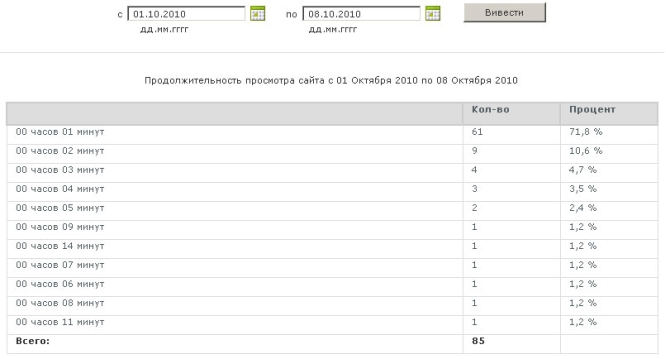 с 01.10.2010 по 08.10.2010 Вивести
дд.мм.гггг дд.мм.гггг
Продолжительность просмотра сайта с 01 Октября 2010 по 08 Октября 2010
Кол-во Процент
00 часов 01 минут 61 71,8 %
00 часов 02 минут 9 10,6 %
00 часов 03 минут 4 4,7 %
00 часов 04 минут 3 3,5 %
00 часов 05 минут 2 2,4 %
00 часов 09 минут 1 1,2 %
00 часов 14 минут 1 1,2 %
00 часов 07 минут 1 1,2 %
00 часов 06 минут 1 1,2 %
00 часов 08 минут 1 1,2 %
00 часов 11 минут 1 1,2 %
Всего: 85